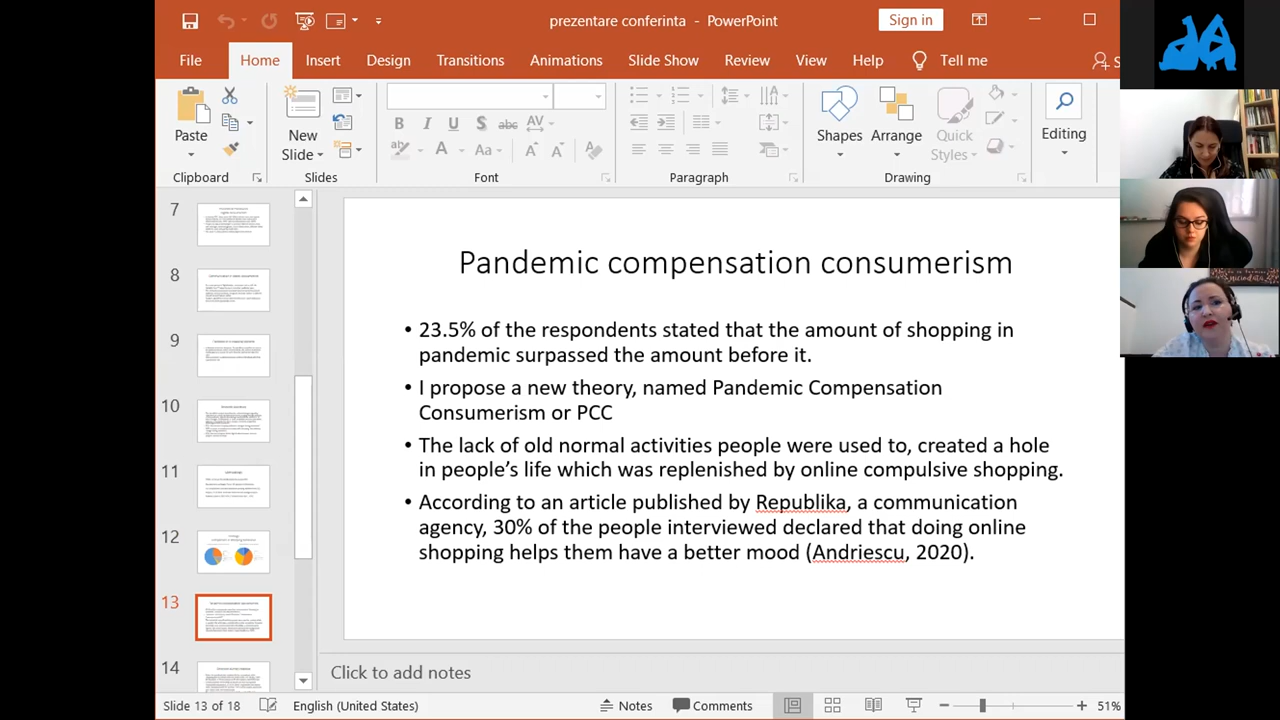 prezentare conferinta - PowerPoint
Sign in
File Home Insert Design Transitions Animations Slide Show Review View Help Tell me S
Paste
New
Slide
abc
AV
Aa
Shapes
Arrange
Quick
Styles
Editing
Clipboard
Slides
Font
Paragraph
Drawing
7
8
9
10
11
12
13
14
Pandemic compensation consumerism
• 23.5% of the respondents stated that the amount of shopping in
pandemic surpassed the amount before it.
• I propose a new theory, named Pandemic Compensation
Consumerism or PCC
• The lack of old normal activities people were used to, created a hole
in people's life which was replenished by online compulsive shopping.
• According to an article published by Republika, a communication
agency, 30% of the people interviewed declared that doing online
shopping helps them have a better mood (Andriescu, 2020).
Click to add notes
Slide 13 of 18
English (United States)
Notes
Comments
51%